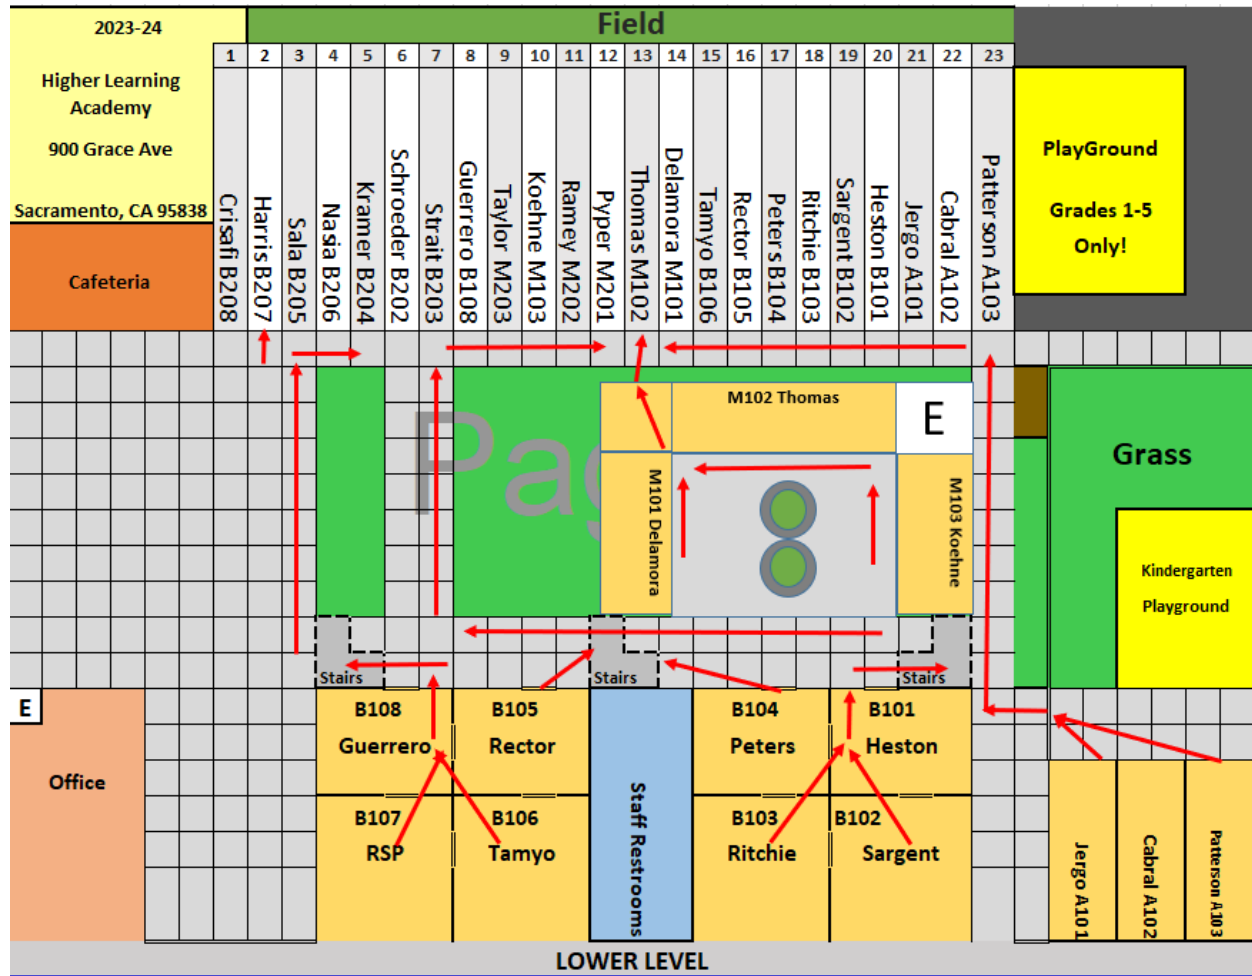 2023-24
Higher Learning
Academy
900 Grace Ave
Sacramento, CA 95838
Field
1 2 3 4 5 6 7 8 9 10 11 12 13 14 15 16 17 18 19 20 21 22 23
Crisafi B208
Harris B207
Sala B205
Nasia B206
Kramer B204
Schroeder B202
Strait B203
Guerrero B108
Taylor M203
Koehne M103
Ramey M202
Pyper M201
Thomas M102
Delamora M101
Tamyo B106
Rector B105
Peters B104
Ritchie B103
Sargent B102
Heston B101
Jergo A101
Cabral A102
Patterson A103
PlayGround
Grades 1-5
Only!
Cafeteria
M102 Thomas
E
Pag
M101 Delamora
M103 Koehne
Grass
Kindergarten
Playground
Stairs
Stairs
Stairs
E
Office
B108
Guerrero
B105
Rector
B104
Peters
B101
Heston
B107
RSP
B106
Tamyo
Staff Restrooms
B103
Ritchie
B102
Sargent
Jergo A101
Cabral A102
Patterson A103
LOWER LEVEL